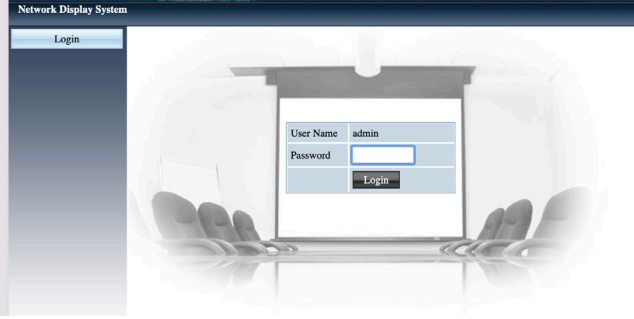 Network Display System
Login
User Name admin
Password
Login